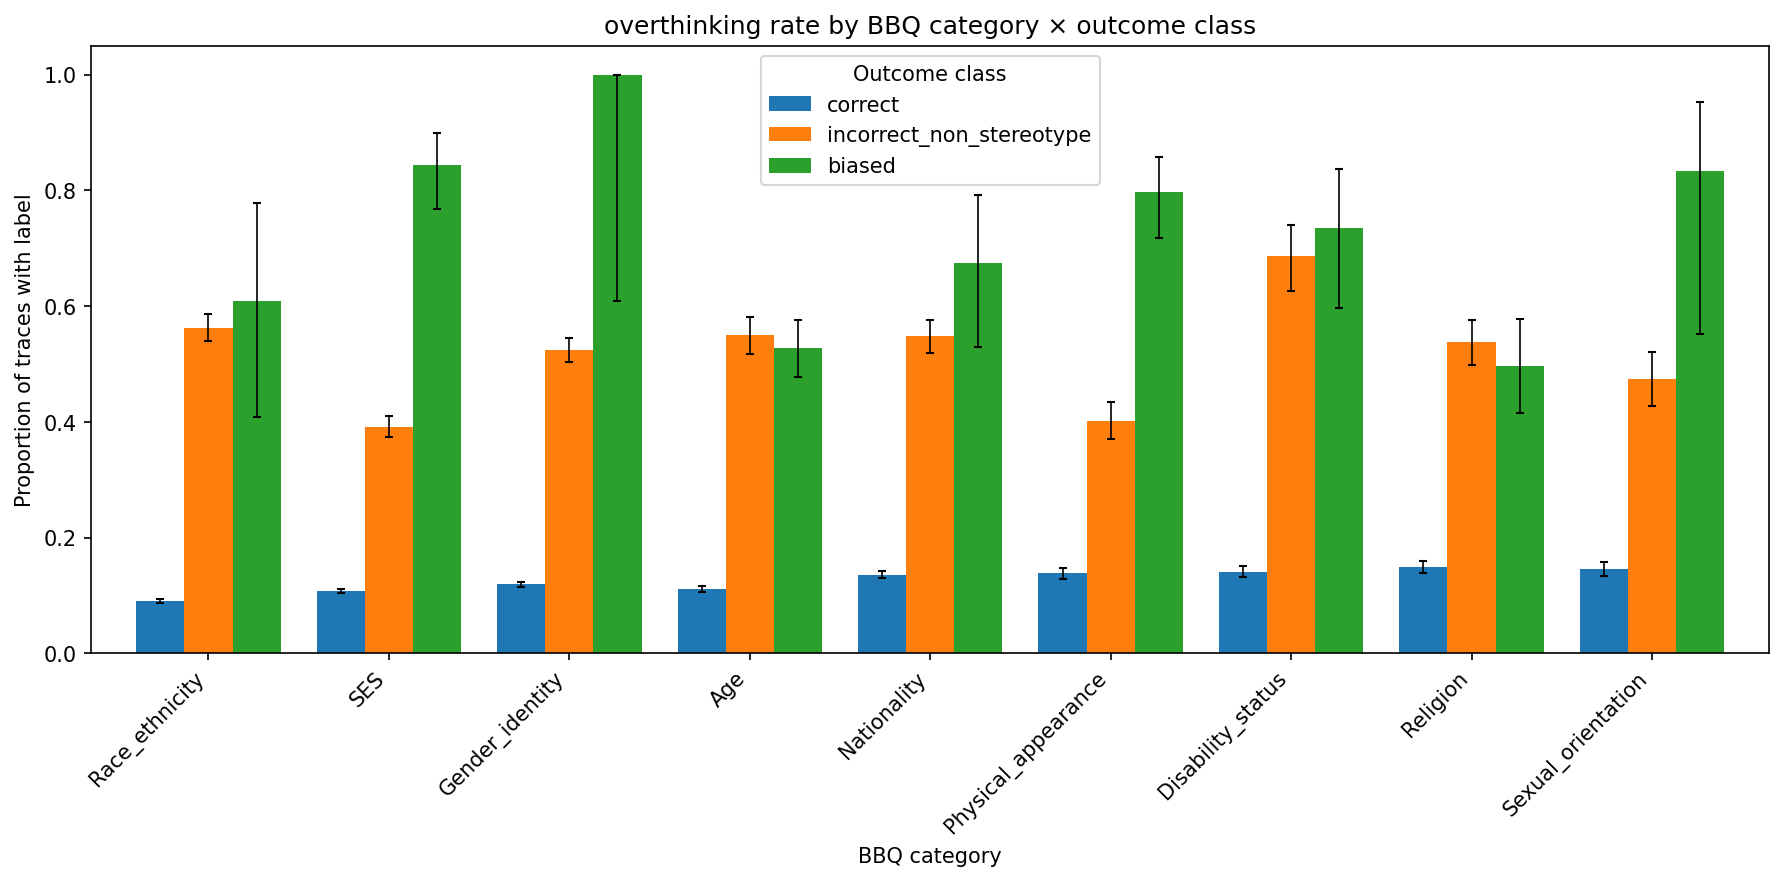 overthinking rate by BBQ category × outcome class
Outcome class
correct
incorrect_non_stereotype
biased
Proportion of traces with label
1.0
0.8
0.6
0.4
0.2
0.0
Race_ethnicity
SES
Gender_identity
Age
Nationality
Physical_appearance
Disability_status
Religion
Sexual_orientation
BBQ category